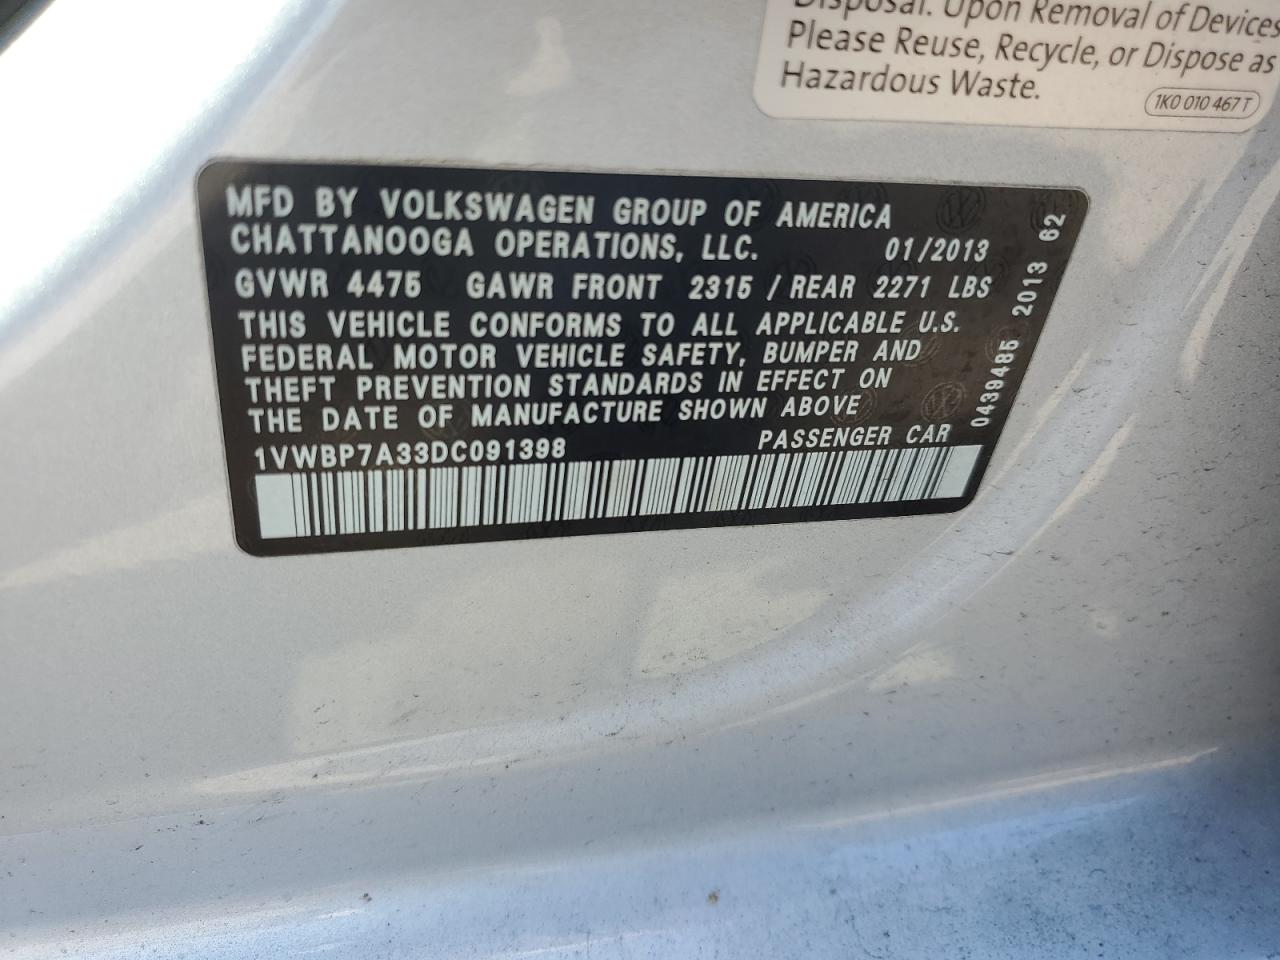 Disposal. Upon Removal of Devices
Please Reuse, Recycle, or Dispose as
Hazardous Waste.
1K0 010 467 T
MFD BY VOLKSWAGEN GROUP OF AMERICA
CHATTANOOGA OPERATIONS, LLC. 01/2013
GVWR 4475 GAWR FRONT 2315 / REAR 2271 LBS
THIS VEHICLE CONFORMS TO ALL APPLICABLE U.S.
FEDERAL MOTOR VEHICLE SAFETY, BUMPER AND
THEFT PREVENTION STANDARDS IN EFFECT ON
THE DATE OF MANUFACTURE SHOWN ABOVE
1VWBP7A33DC091398 PASSENGER CAR
0439485 2013 62